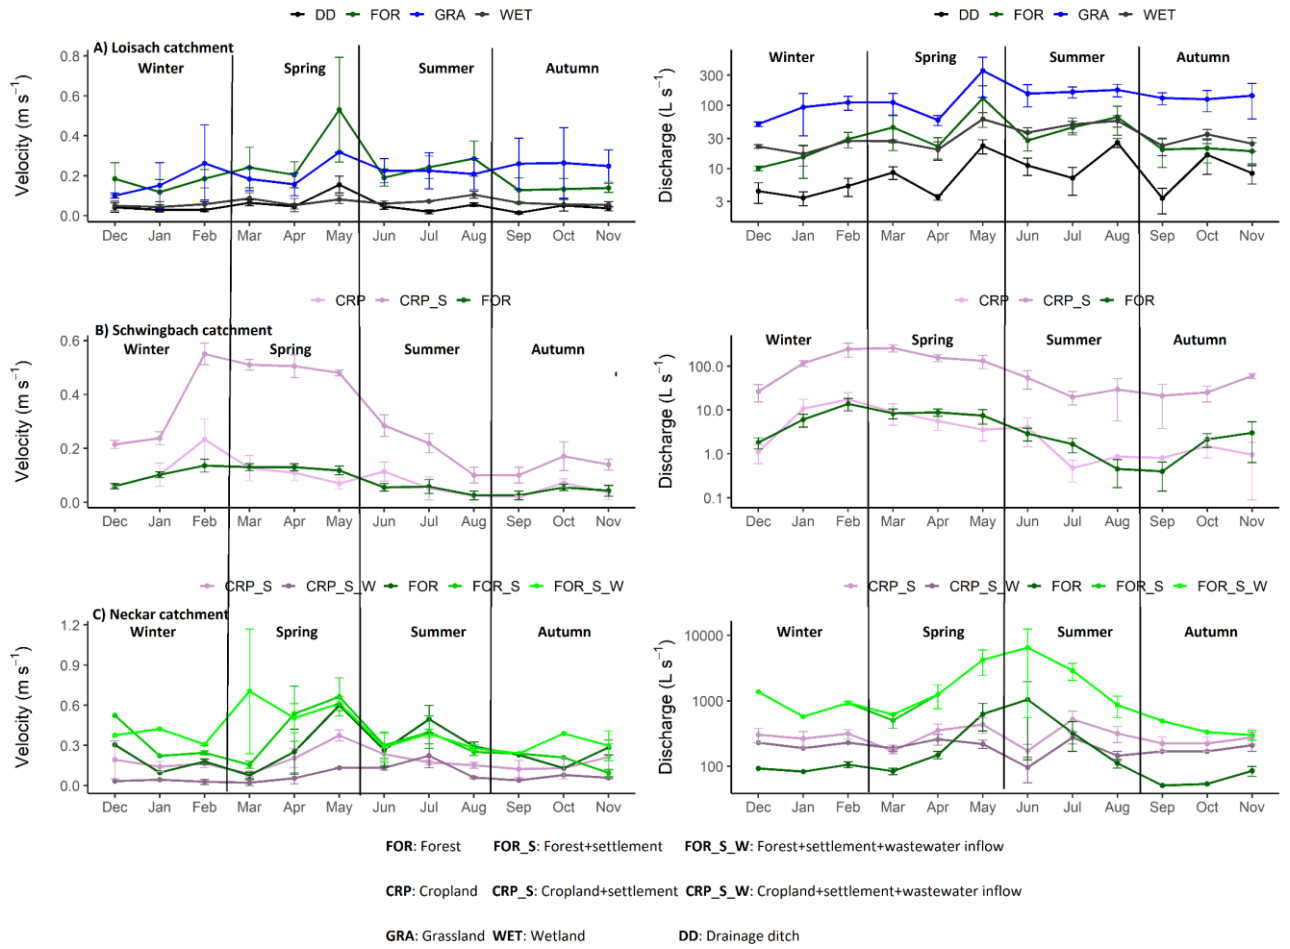 DD FOR GRA WET
DD FOR GRA WET
A) Loisach catchment
Winter Spring Summer Autumn
Velocity (m s⁻¹)
0.8
0.6
0.4
0.2
0.0
Dec Jan Feb Mar Apr May Jun Jul Aug Sep Oct Nov
Winter Spring Summer Autumn
Discharge (L s⁻¹)
300
100
30
10
3
Dec Jan Feb Mar Apr May Jun Jul Aug Sep Oct Nov
CRP CRP_S FOR
CRP CRP_S FOR
B) Schwingbach catchment
Winter Spring Summer Autumn
Velocity (m s⁻¹)
0.6
0.4
0.2
0.0
Dec Jan Feb Mar Apr May Jun Jul Aug Sep Oct Nov
Winter Spring Summer Autumn
Discharge (L s⁻¹)
100.0
10.0
1.0
0.1
Dec Jan Feb Mar Apr May Jun Jul Aug Sep Oct Nov
CRP_S CRP_S_W FOR FOR_S FOR_S_W
CRP_S CRP_S_W FOR FOR_S FOR_S_W
C) Neckar catchment
Winter Spring Summer Autumn
Velocity (m s⁻¹)
1.2
0.9
0.6
0.3
0.0
Dec Jan Feb Mar Apr May Jun Jul Aug Sep Oct Nov
Winter Spring Summer Autumn
Discharge (L s⁻¹)
10000
1000
100
Dec Jan Feb Mar Apr May Jun Jul Aug Sep Oct Nov
FOR: Forest FOR_S: Forest+settlement FOR_S_W: Forest+settlement+wastewater inflow
CRP: Cropland CRP_S: Cropland+settlement CRP_S_W: Cropland+settlement+wastewater inflow
GRA: Grassland WET: Wetland DD: Drainage ditch